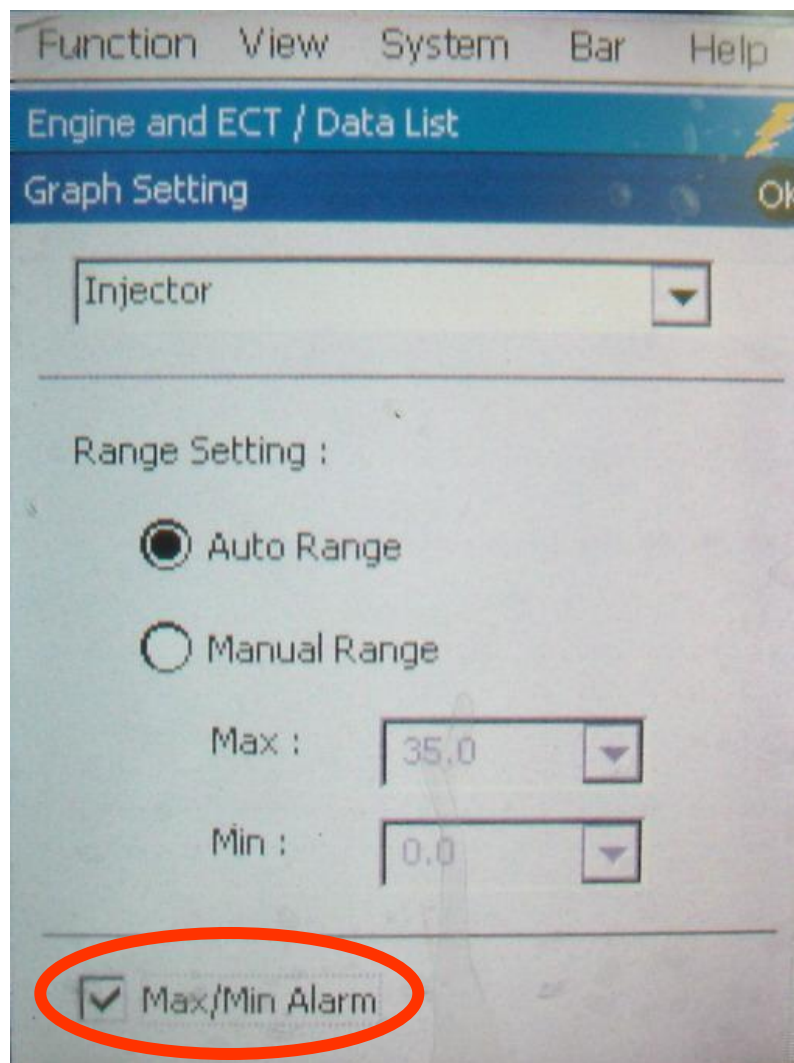 Function View System Bar Help
Engine and ECT / Data List
Graph Setting OK
Injector
Range Setting :
Auto Range
Manual Range
Max : 35.0
Min : 0.0
Max/Min Alarm